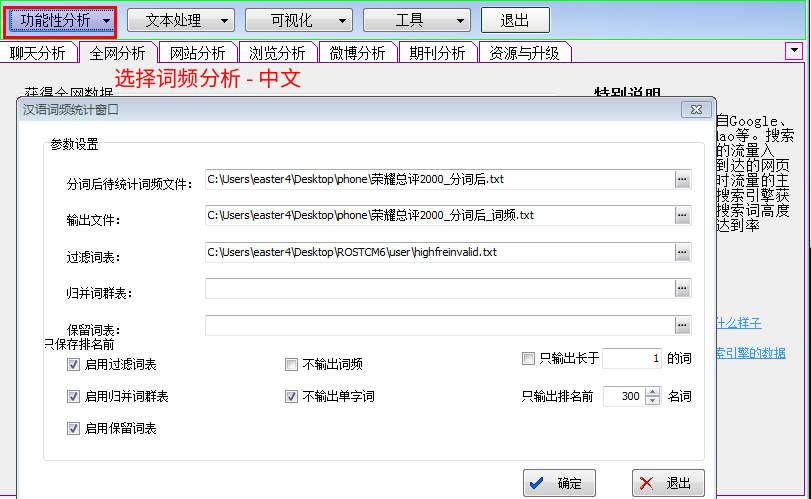 功能性分析 文本处理 可视化 工具 退出
聊天分析 全网分析 网站分析 浏览分析 微博分析 期刊分析 资源与升级
选择词频分析 - 中文
获得全网数据 特别说明
汉语词频统计窗口
自Google、
参数设置
dao等。搜索
的流量入
到达的网页
分词后待统计词频文件: C:\Users\easter4\Desktop\phone\荣耀总评2000_分词后.txt ...
时流量的主
搜索引擎获
输出文件: C:\Users\easter4\Desktop\phone\荣耀总评2000_分词后_词频.txt ...
搜索词高度
达到率
过滤词表: C:\Users\easter4\Desktop\ROSTCM6\user\highfreinvalid.txt ...
归并词群表: ...
保留词表: ...
什么样子
只保存排名前
索引擎的数据
启用过滤词表 不输出词频 只输出长于 1 的词
启用归并词群表 不输出单字词 只输出排名前 300 名词
启用保留词表
确定 退出